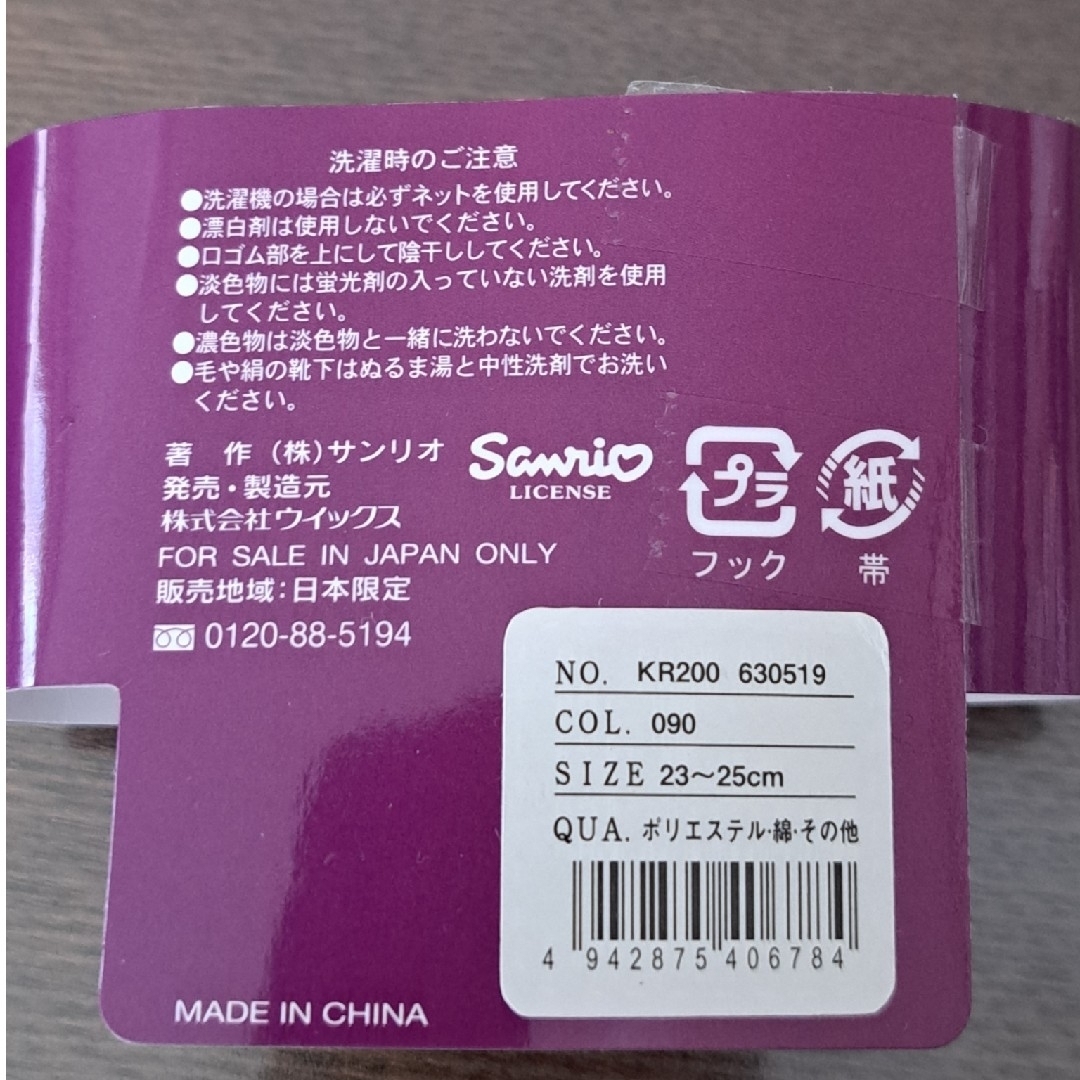 洗濯時のご注意
●洗濯機の場合は必ずネットを使用してください。
●漂白剤は使用しないでください。
●口ゴム部を上にして陰干ししてください。
●淡色物には蛍光剤の入っていない洗剤を使用
してください。
●濃色物は淡色物と一緒に洗わないでください。
●毛や絹の靴下はぬるま湯と中性洗剤でお洗い
ください。
著 作 (株)サンリオ
発売・製造元
株式会社ウイックス
Sanrio
LICENSE
プラ
フック
紙
帯
FOR SALE IN JAPAN ONLY
販売地域:日本限定
0120-88-5194
NO. KR200 630519
COL. 090
SIZE 23～25cm
QUA. ポリエステル・綿・その他
4 942875 406784
MADE IN CHINA